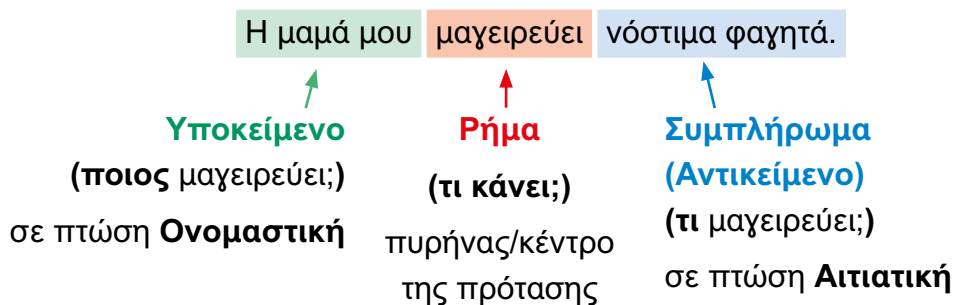 Η μαμά μου μαγειρεύει νόστιμα φαγητά.
Υποκείμενο
(ποιος μαγειρεύει;)
σε πτώση Ονομαστική
Ρήμα
(τι κάνει;)
πυρήνας/κέντρο
της πρότασης
Συμπλήρωμα
(Αντικείμενο)
(τι μαγειρεύει;)
σε πτώση Αιτιατική